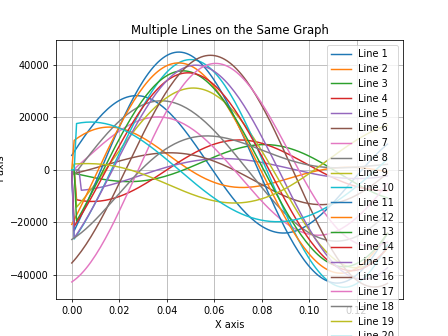 Multiple Lines on the Same Graph
40000
20000
0
−20000
−40000
0.00 0.02 0.04 0.06 0.08 0.10
X axis
Line 1
Line 2
Line 3
Line 4
Line 5
Line 6
Line 7
Line 8
Line 9
Line 10
Line 11
Line 12
Line 13
Line 14
Line 15
Line 16
Line 17
Line 18
Line 19
Line 20